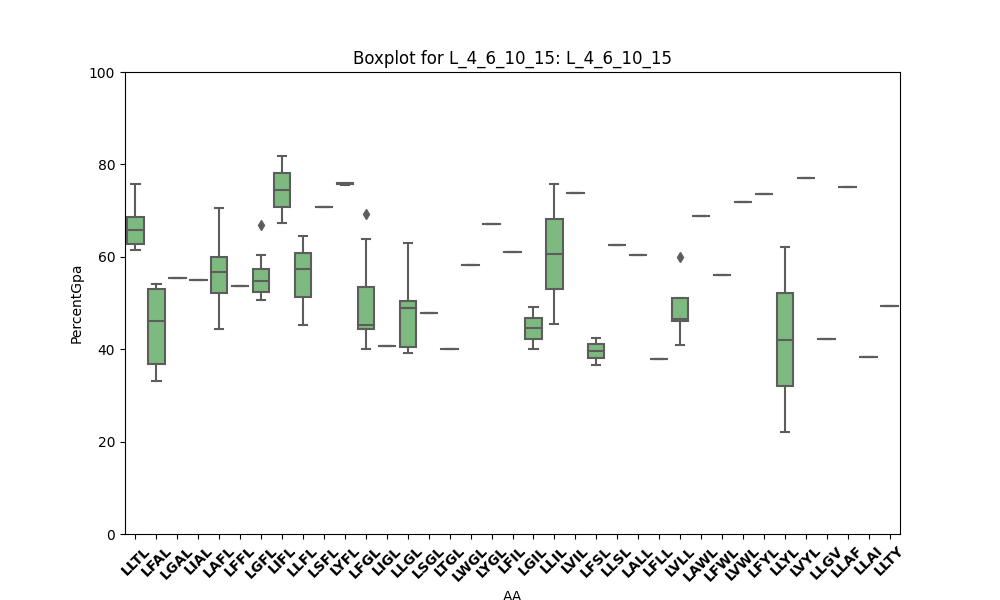 Boxplot for L_4_6_10_15: L_4_6_10_15
100
80
60
40
20
0
PercentGpa
LLTL LFAL LGAL LIAL LAFL LFFL LGFL LIFL LLFL LSFL LYFL LFGL LIGL LLGL LSGL LTGL LWGL LYGL LFIL LGIL LLIL LVIL LFSL LLSL LALL LFLL LVLL LAWL LFWL LVWL LFYL LLYL LVYL LLGV LLAF LLAI LLTY
AA